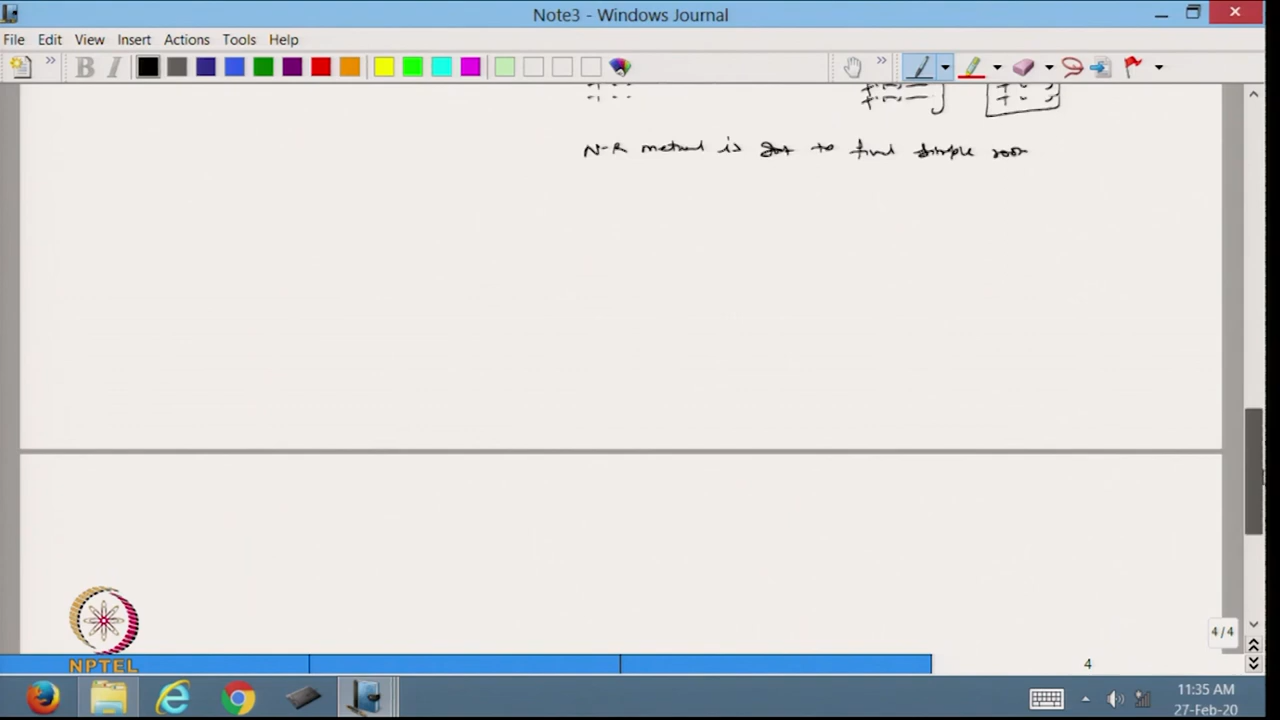 Note3 - Windows Journal
File Edit View Insert Actions Tools Help
B I
N-R method is to find simple root
4/4
NPTEL
4
11:35 AM
27-Feb-20